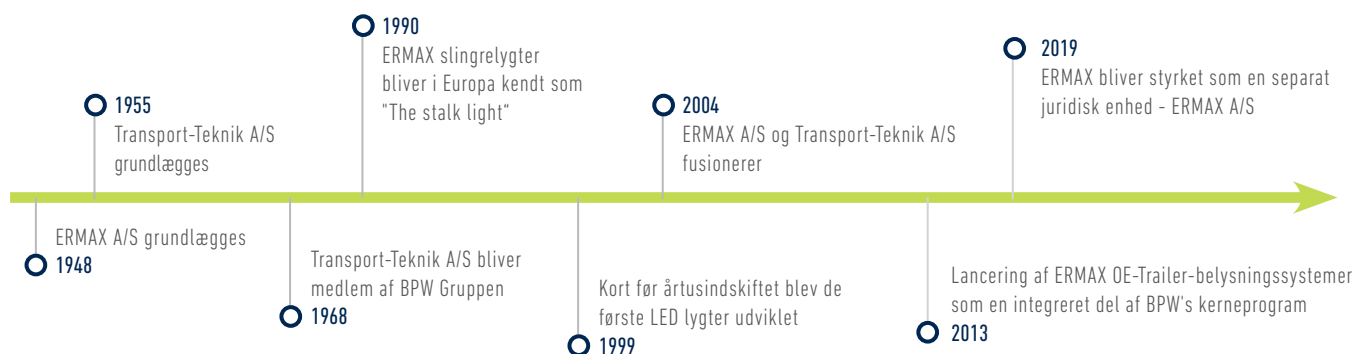 1990
ERMAX slingrelygter
bliver i Europa kendt som
"The stalk light“
2019
ERMAX bliver styrket som en separat
juridisk enhed - ERMAX A/S
1955
Transport-Teknik A/S
grundlægges
2004
ERMAX A/S og Transport-Teknik A/S
fusionerer
ERMAX A/S grundlægges
1948
Transport-Teknik A/S bliver
medlem af BPW Gruppen
1968
Kort før årtusindskiftet blev de
første LED lygter udviklet
1999
Lancering af ERMAX OE-Trailer-belysningssystemer
som en integreret del af BPW's kerneprogram
2013